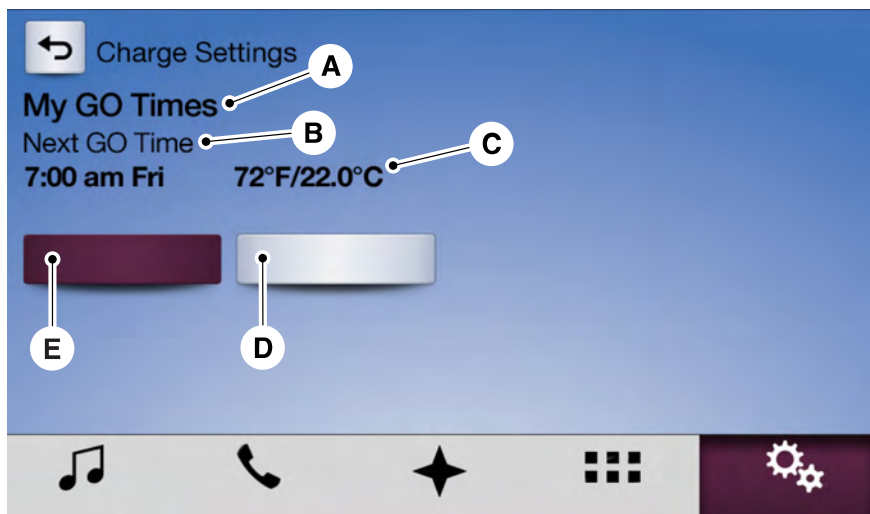 Charge Settings
A
My GO Times
B
Next GO Time
C
7:00 am Fri 72°F/22.0°C
E
D